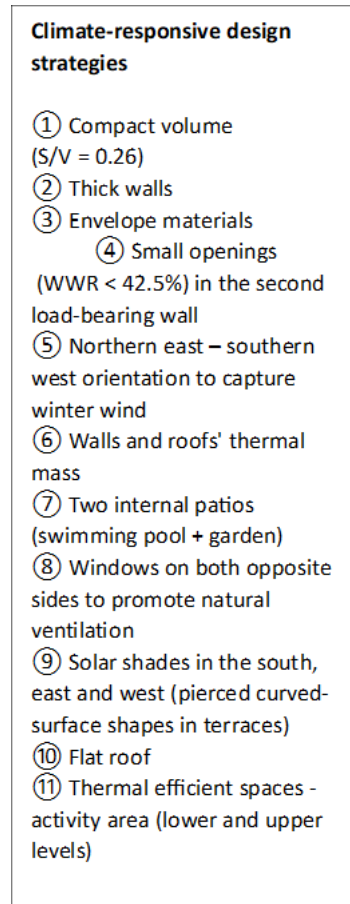 Climate-responsive design
strategies
① Compact volume
(S/V = 0.26)
② Thick walls
③ Envelope materials
④ Small openings
(WWR < 42.5%) in the second
load-bearing wall
⑤ Northern east – southern
west orientation to capture
winter wind
⑥ Walls and roofs' thermal
mass
⑦ Two internal patios
(swimming pool + garden)
⑧ Windows on both opposite
sides to promote natural
ventilation
⑨ Solar shades in the south,
east and west (pierced curved-
surface shapes in terraces)
⑩ Flat roof
⑪ Thermal efficient spaces -
activity area (lower and upper
levels)